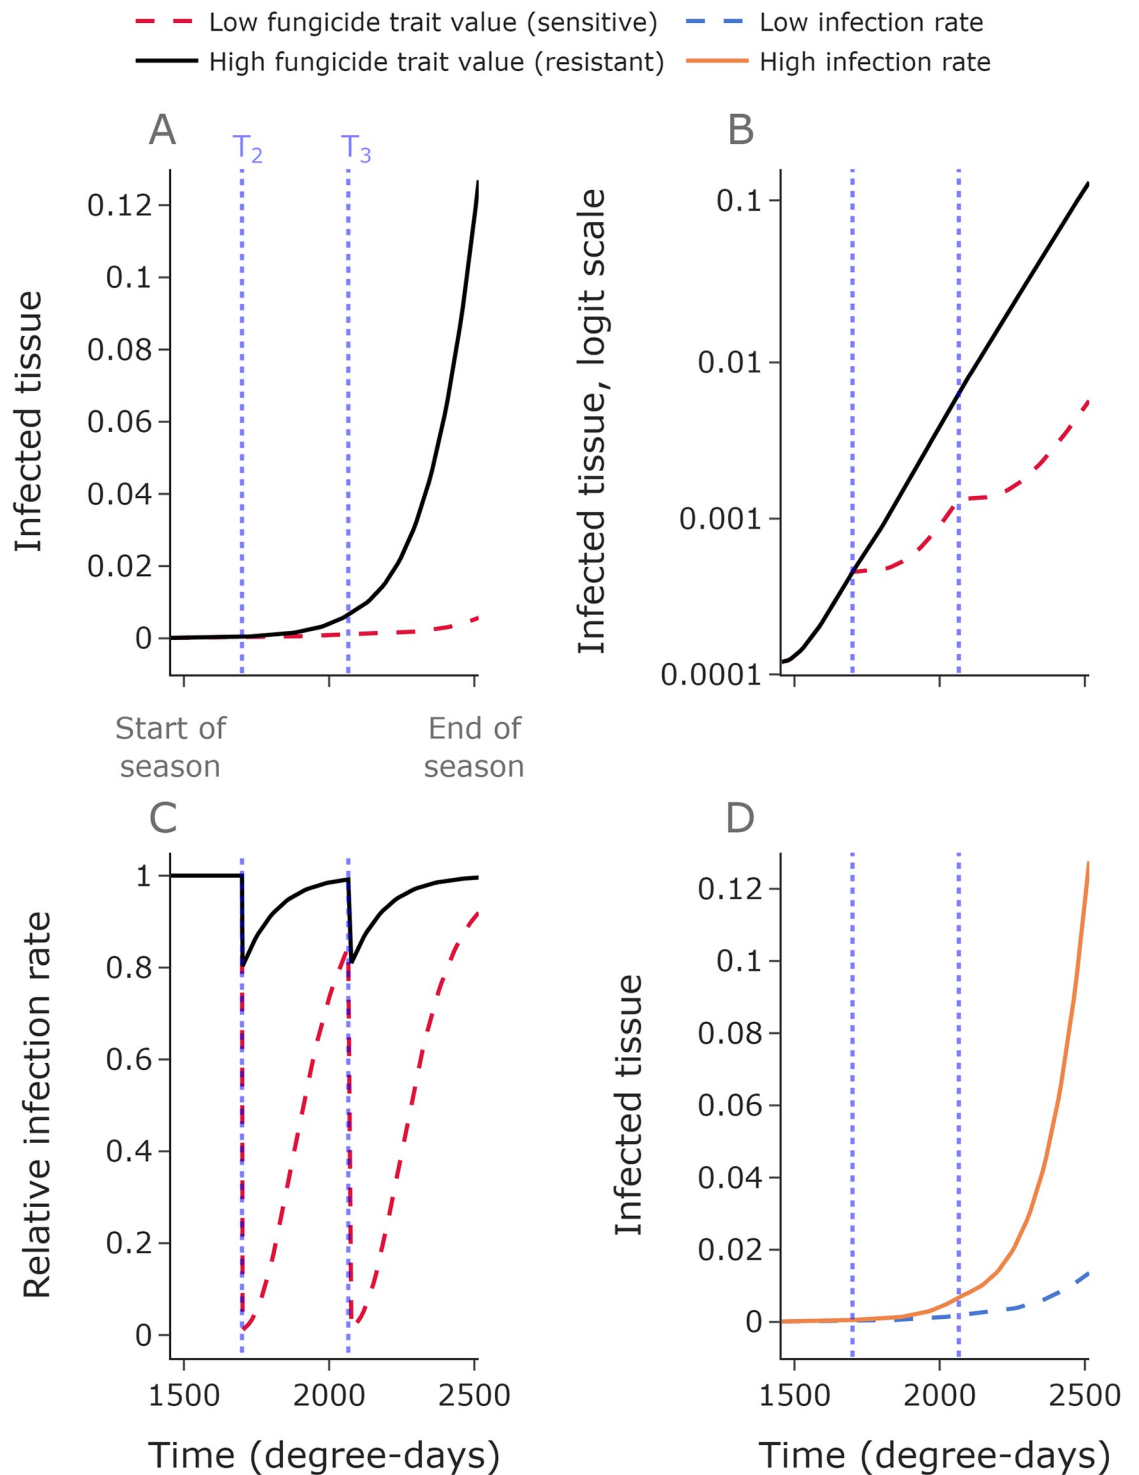 Low fungicide trait value (sensitive)
Low infection rate
High fungicide trait value (resistant)
High infection rate
A
T2
T3
B
0.12
0.1
0.08
0.06
0.04
0.02
0
Infected tissue
0.1
0.01
0.001
0.0001
Infected tissue, logit scale
Start of
season
End of
season
C
D
1
0.8
0.6
0.4
0.2
0
Relative infection rate
1500
2000
2500
Time (degree-days)
0.12
0.1
0.08
0.06
0.04
0.02
0
Infected tissue
1500
2000
2500
Time (degree-days)